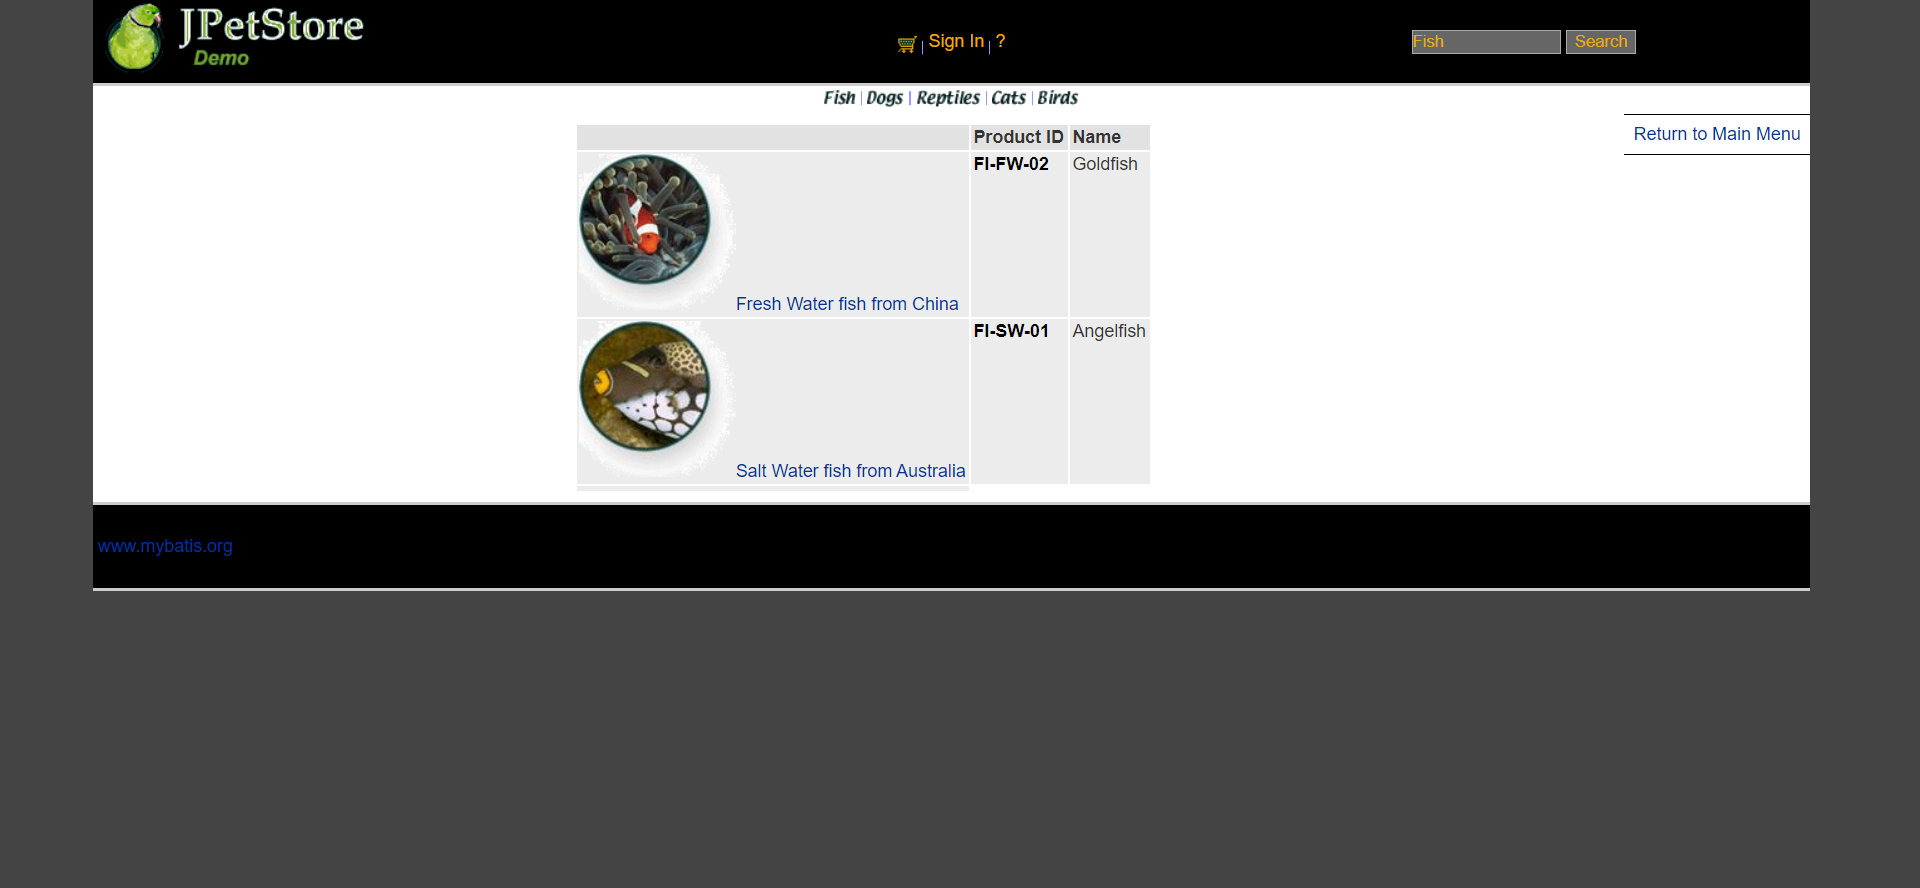 JPetStore
Demo
Sign In | ?
Fish Search
Fish | Dogs | Reptiles | Cats | Birds
Return to Main Menu
Product ID Name
FI-FW-02 Goldfish
Fresh Water fish from China
FI-SW-01 Angelfish
Salt Water fish from Australia
www.mybatis.org